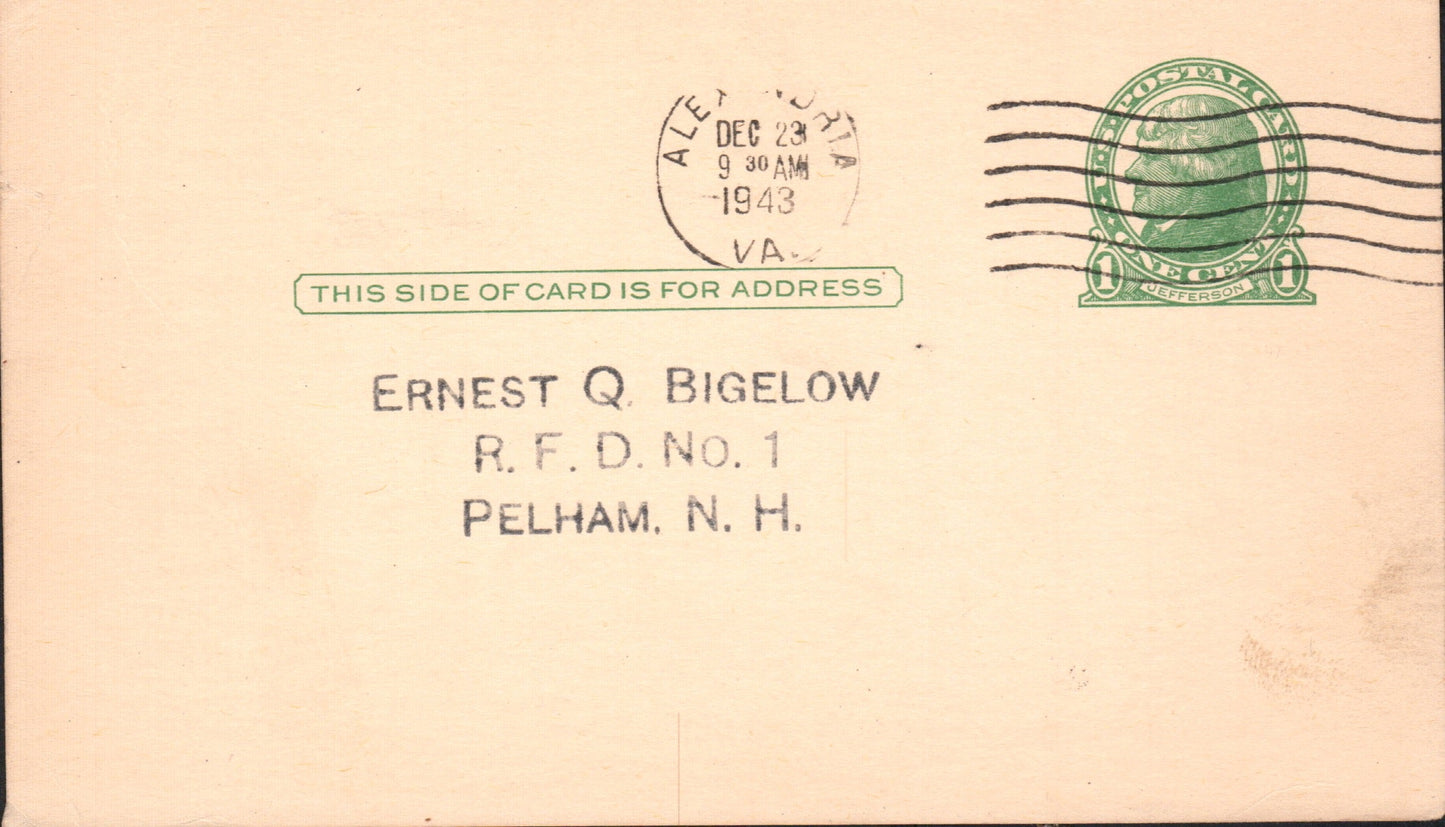 ALEXANDRIA
DEC 23
9 30 AM
1943
VA.
U.S. POSTAL CARD
ONE CENT
1 JEFFERSON 1
THIS SIDE OF CARD IS FOR ADDRESS
ERNEST Q. BIGELOW
R. F. D. NO. 1
PELHAM, N. H.